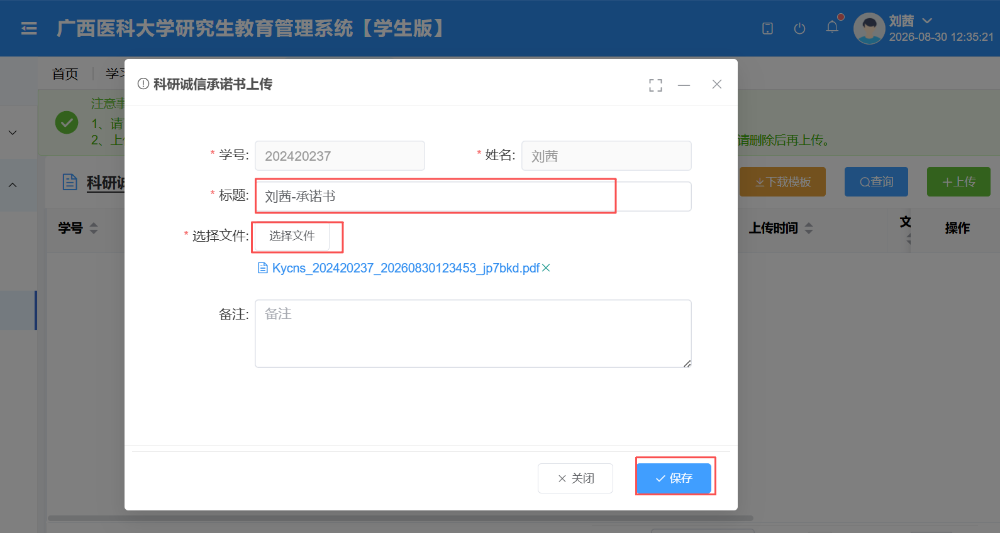 广西医科大学研究生教育管理系统【学生版】
刘茜
2026-08-30 12:35:21
首页
学习
科研诚信承诺书上传
注意事
1、请
2、上
请删除后再上传。
* 学号: 202420237
* 姓名: 刘茜
科研诚
下载模板
查询
上传
* 标题: 刘茜-承诺书
学号
上传时间
文
操作
* 选择文件: 选择文件
Kycns_202420237_20260830123453_jp7bkd.pdf
备注: 备注
关闭
保存